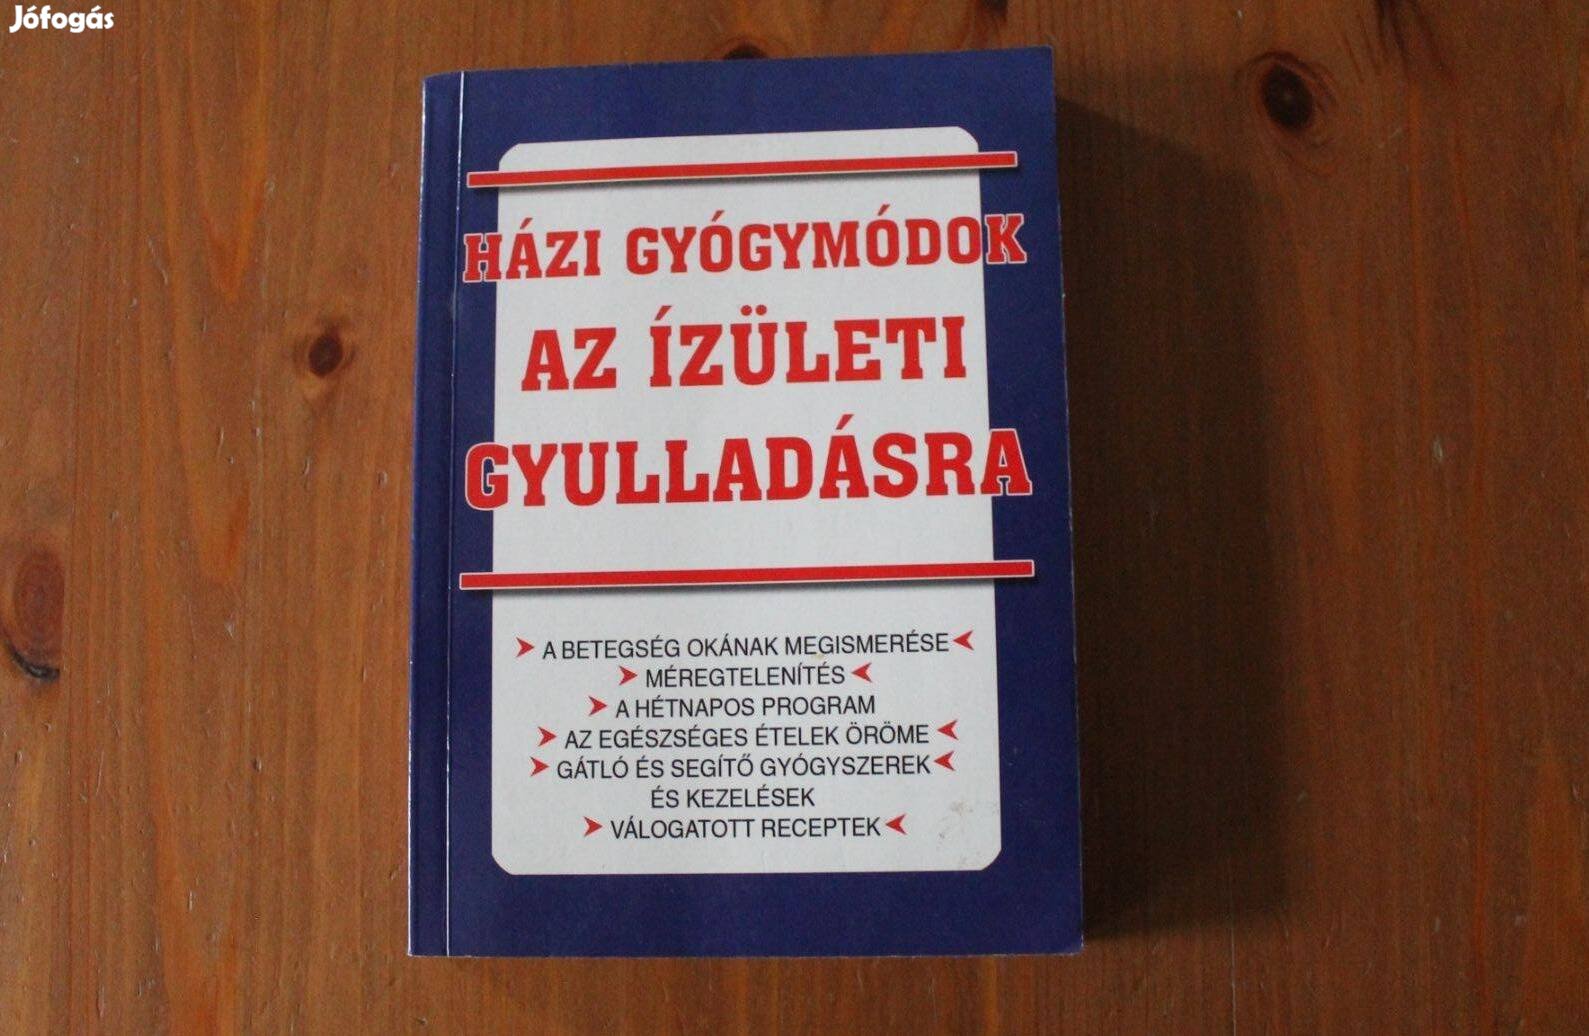 Jófogás
HÁZI GYÓGYMÓDOK
AZ ÍZÜLETI
GYULLADÁSRA
A BETEGSÉG OKÁNAK MEGISMERÉSE
MÉREGTELENÍTÉS
A HÉTNAPOS PROGRAM
AZ EGÉSZSÉGES ÉTELEK ÖRÖME
GÁTLÓ ÉS SEGÍTŐ GYÓGYSZEREK
ÉS KEZELÉSEK
VÁLOGATOTT RECEPTEK